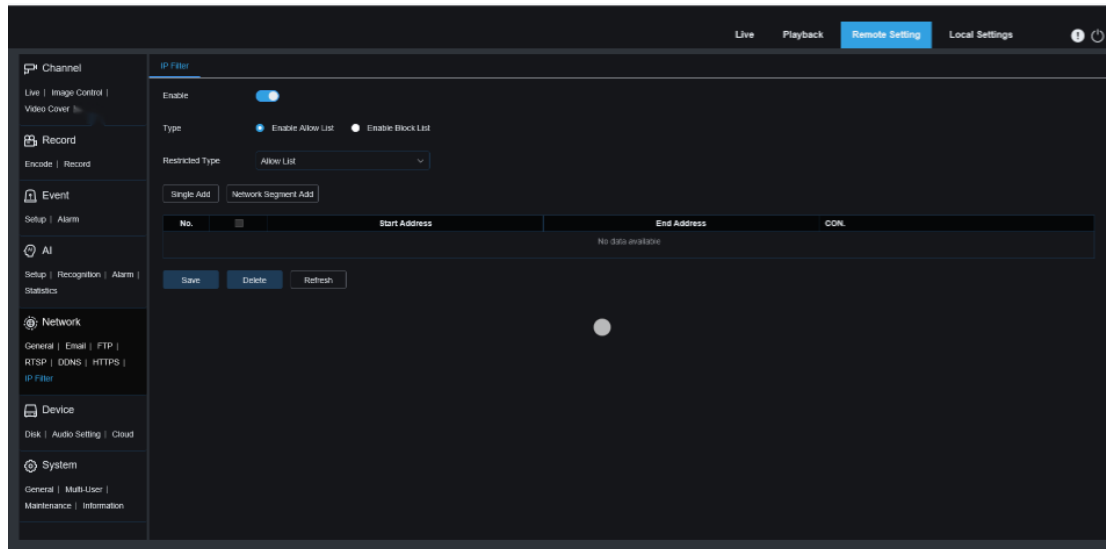 Live Playback Remote Setting Local Settings
Channel
Live | Image Control |
Video Cover
Record
Encode | Record
Event
Setup | Alarm
AI
Setup | Recognition | Alarm |
Statistics
Network
General | Email | FTP |
RTSP | DDNS | HTTPS |
IP Filter
Device
Disk | Audio Setting | Cloud
System
General | Multi-User |
Maintenance | Information
IP Filter
Enable
Type Enable Allow List Enable Block List
Restricted Type Allow List
Single Add Network Segment Add
No. Start Address End Address CON.
No data available
Save Delete Refresh